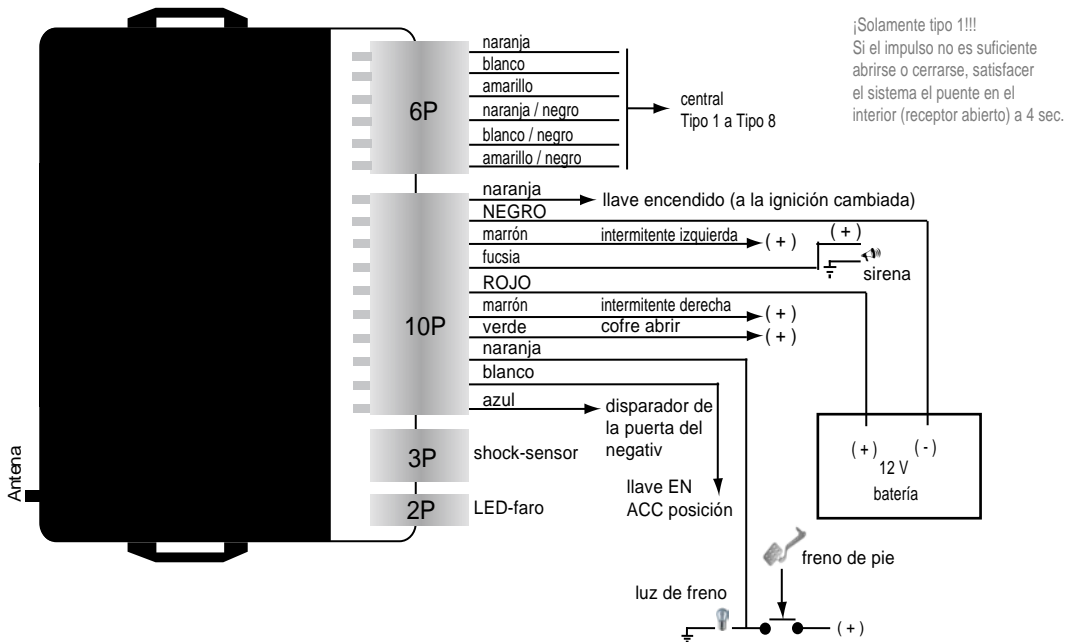 ¡Solamente tipo 1!!!
Si el impulso no es suficiente
abrirse o cerrarse, satisfacer
el sistema el puente en el
interior (receptor abierto) a 4 sec.
6P
naranja
blanco
amarillo
naranja / negro
blanco / negro
amarillo / negro
central
Tipo 1 a Tipo 8
10P
naranja
llave encendido (a la ignición cambiada)
NEGRO
marrón
intermitente izquierda
( + )
( + )
fucsia
sirena
ROJO
marrón
intermitente derecha
( + )
verde
cofre abrir
( + )
naranja
blanco
azul
disparador de
la puerta del
negativ
3P
shock-sensor
llave EN
ACC posición
2P
LED-faro
Antena
( + )
( - )
12 V
batería
freno de pie
luz de freno
( + )